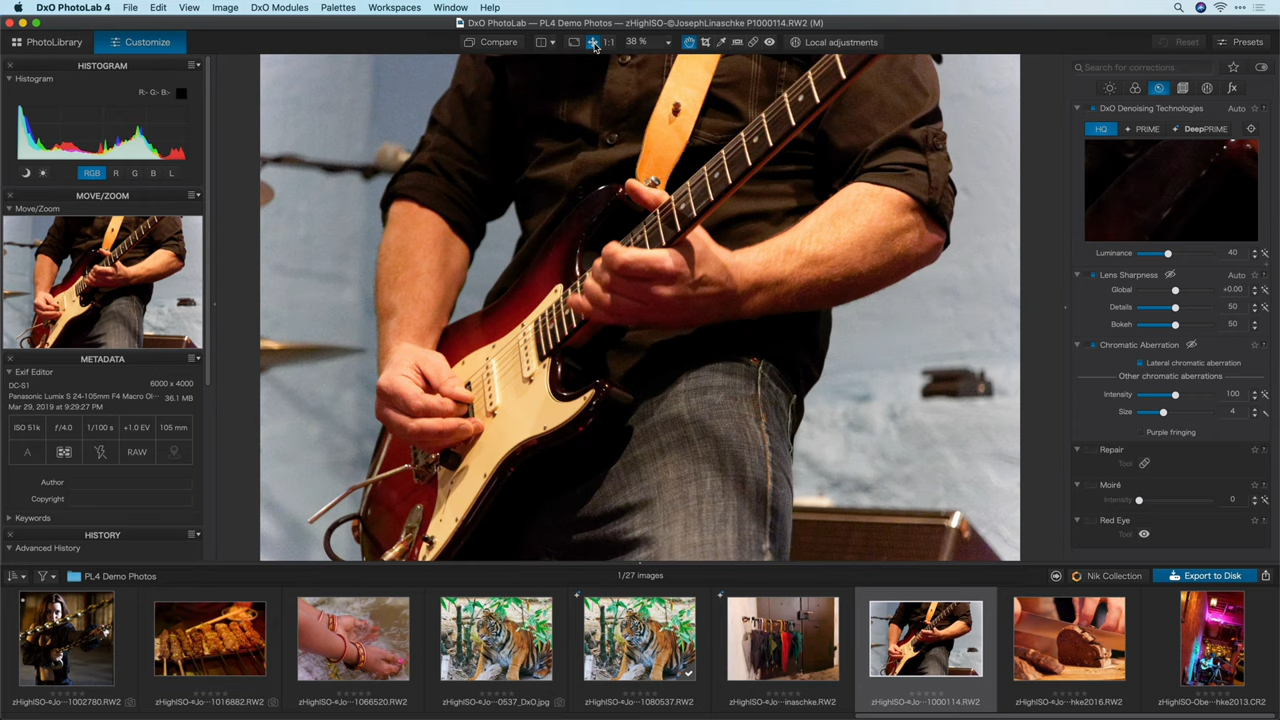 DxO PhotoLab 4 File Edit View Image DxO Modules Palettes Workspaces Window Help
DxO PhotoLab — PL4 Demo Photos — zHighISO-©JosephLinaschke P1000114.RW2 (M)
PhotoLibrary Customize Compare 1:1 38 % Local adjustments Reset Presets
HISTOGRAM
Histogram
R:- G:- B:-
RGB R G B L
MOVE/ZOOM
Move/Zoom
METADATA
Exif Editor
DC-S1 6000 x 4000
Panasonic Lumix S 24-105mm F4 Macro OI... 36.1 MB
Mar 29, 2019 at 9:29:27 PM
ISO 51k ƒ/4.0 1/100 s +1.0 EV 105 mm
A RAW
Author
Copyright
Keywords
HISTORY
Advanced History
Search for corrections...
fx
DxO Denoising Technologies Auto
HQ PRIME DeepPRIME
Luminance 40
Lens Sharpness Auto
Global +0.00
Details 50
Bokeh 50
Chromatic Aberration
Lateral chromatic aberration
Other chromatic aberrations
Intensity 100
Size 4
Purple fringing
Repair
Tool
Moiré
Intensity 0
Red Eye
Tool
PL4 Demo Photos 1/27 images Nik Collection Export to Disk
zHighISO-©Jo...1002780.RW2 zHighISO-©Jo...1016882.RW2 zHighISO-©Jo...1066520.RW2 zHighISO-©Jo...0537_DxO.jpg zHighISO-©Jo...1080537.RW2 zHighISO-©Jo...inaschke.RW2 zHighISO-©Jo...1000114.RW2 zHighISO-©Jo...hke2016.RW2 zHighISO-Obe...hke2013.CR2